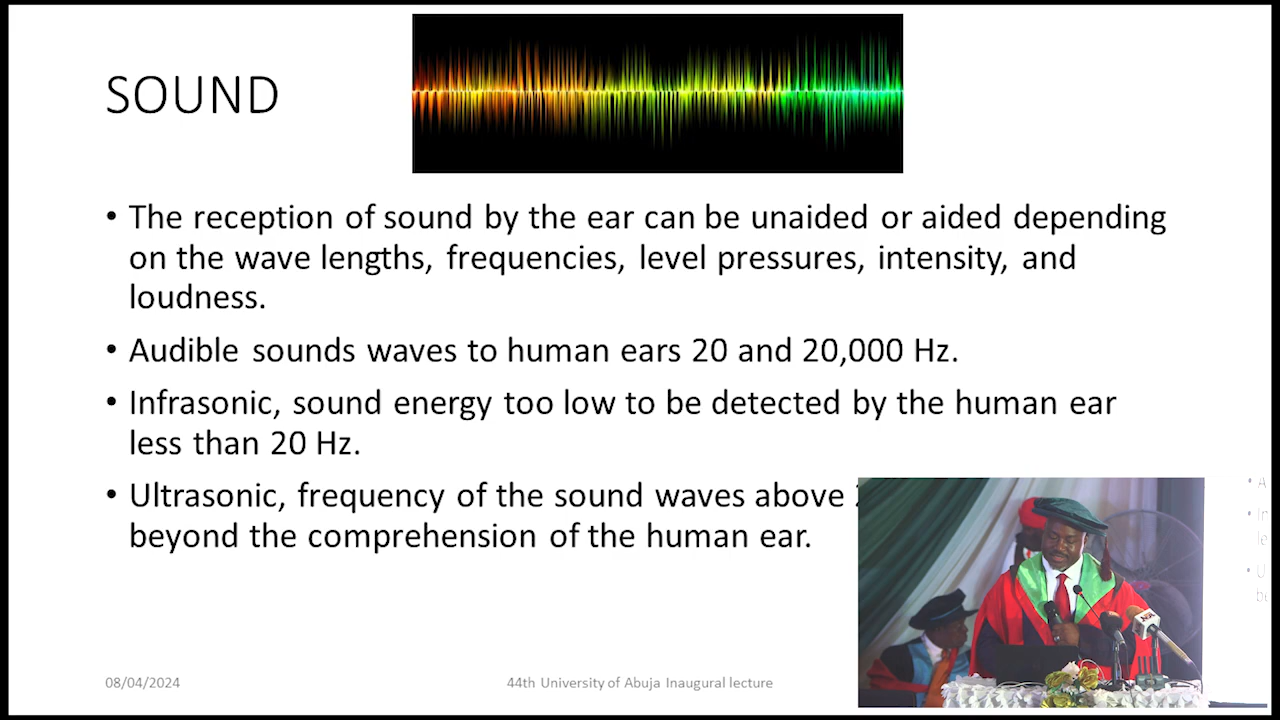 SOUND
• The reception of sound by the ear can be unaided or aided depending
on the wave lengths, frequencies, level pressures, intensity, and
loudness.
• Audible sounds waves to human ears 20 and 20,000 Hz.
• Infrasonic, sound energy too low to be detected by the human ear
less than 20 Hz.
• Ultrasonic, frequency of the sound waves above
beyond the comprehension of the human ear.
08/04/2024
44th University of Abuja Inaugural lecture